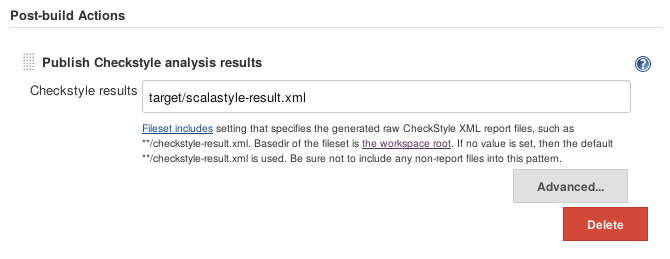 Post-build Actions
Publish Checkstyle analysis results
?
Checkstyle results target/scalastyle-result.xml
Fileset includes setting that specifies the generated raw CheckStyle XML report files, such as
**/checkstyle-result.xml. Basedir of the fileset is the workspace root. If no value is set, then the default
**/checkstyle-result.xml is used. Be sure not to include any non-report files into this pattern.
Advanced...
Delete